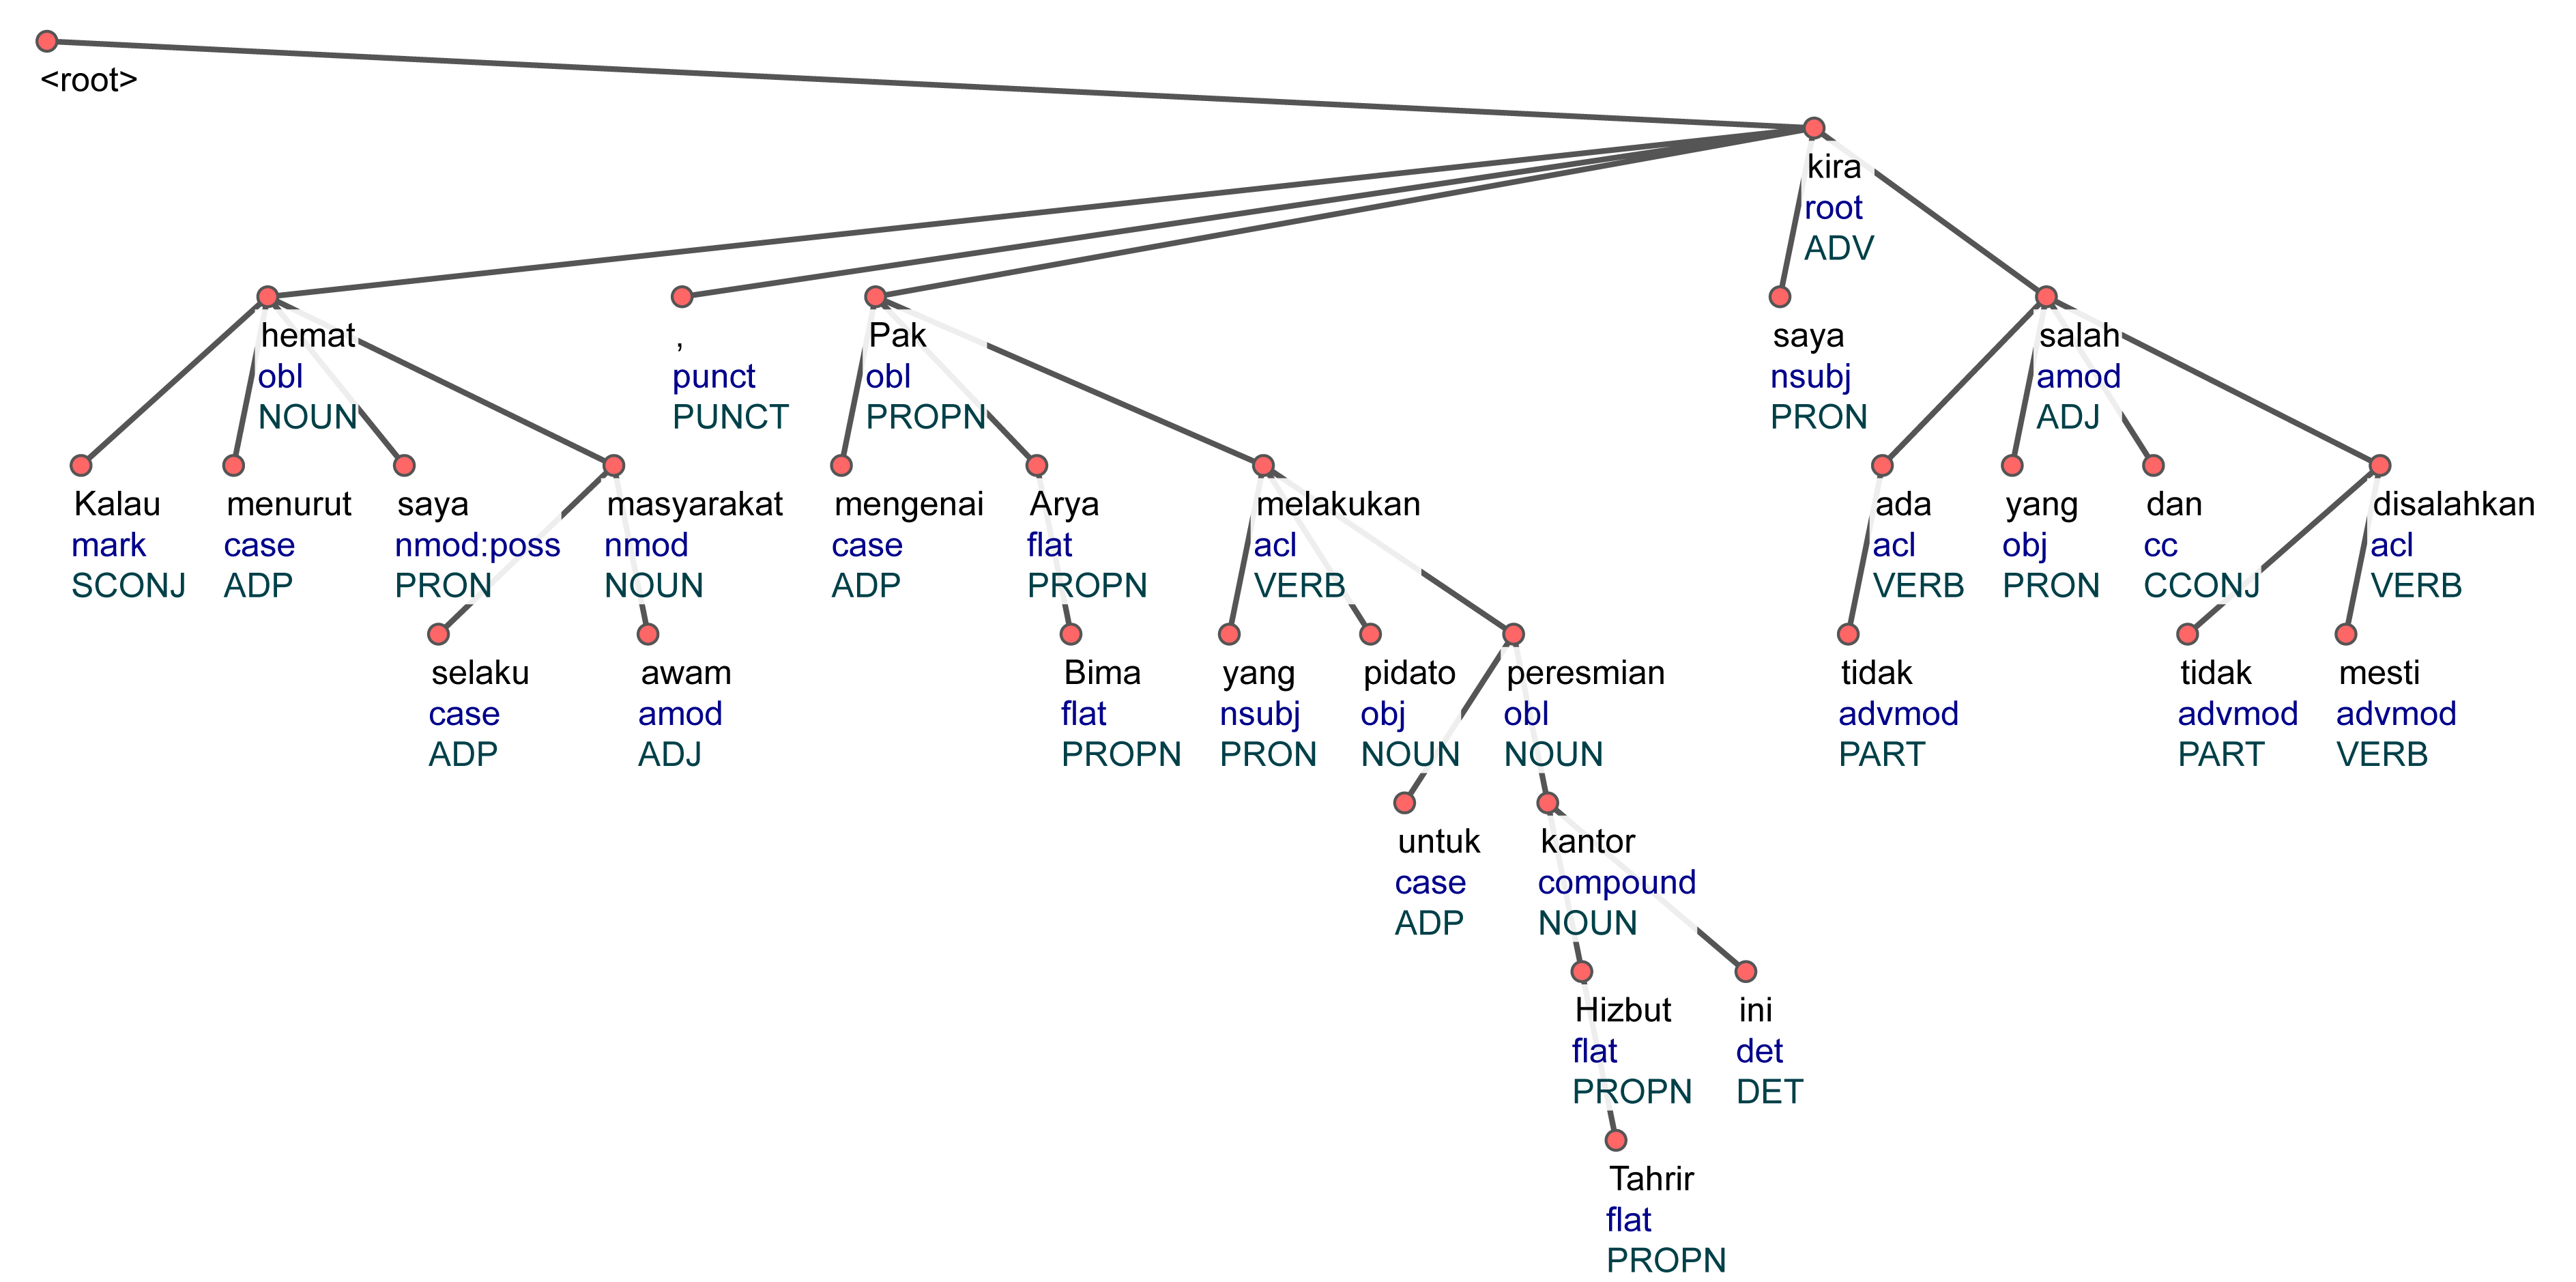 <root>
kira
root
ADV
hemat
obl
NOUN
,
punct
PUNCT
Pak
obl
PROPN
saya
nsubj
PRON
salah
amod
ADJ
Kalau
mark
SCONJ
menurut
case
ADP
saya
nmod:poss
PRON
masyarakat
nmod
NOUN
mengenai
case
ADP
Arya
flat
PROPN
melakukan
acl
VERB
ada
acl
VERB
yang
obj
PRON
dan
cc
CCONJ
disalahkan
acl
VERB
selaku
case
ADP
awam
amod
ADJ
Bima
flat
PROPN
yang
nsubj
PRON
pidato
obj
NOUN
peresmian
obl
NOUN
tidak
advmod
PART
tidak
advmod
PART
mesti
advmod
VERB
untuk
case
ADP
kantor
compound
NOUN
Hizbut
flat
PROPN
ini
det
DET
Tahrir
flat
PROPN